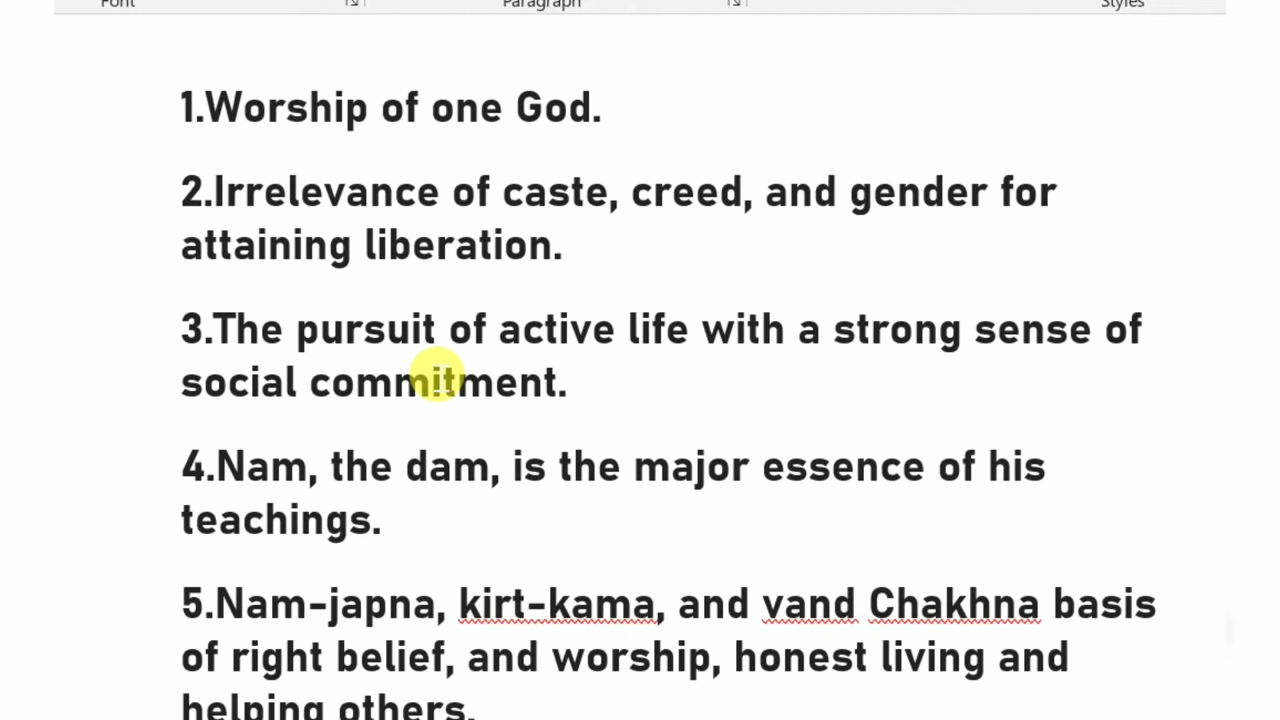 Font Paragraph Styles
1.Worship of one God.
2.Irrelevance of caste, creed, and gender for
attaining liberation.
3.The pursuit of active life with a strong sense of
social commitment.
4.Nam, the dam, is the major essence of his
teachings.
5.Nam-japna, kirt-kama, and vand Chakhna basis
of right belief, and worship, honest living and
helping others.